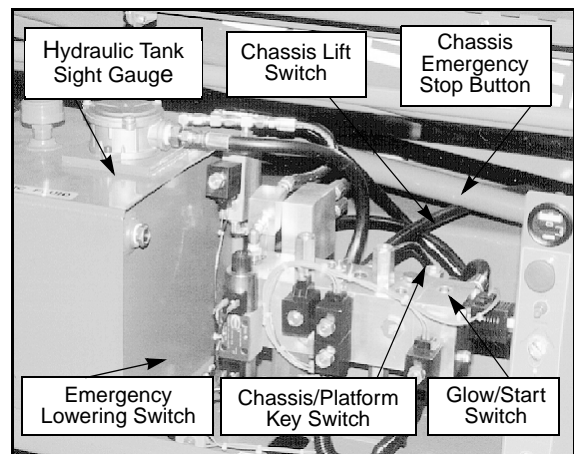 Hydraulic Tank
Sight Gauge
Chassis Lift
Switch
Chassis
Emergency
Stop Button
Emergency
Lowering Switch
Chassis/Platform
Key Switch
Glow/Start
Switch